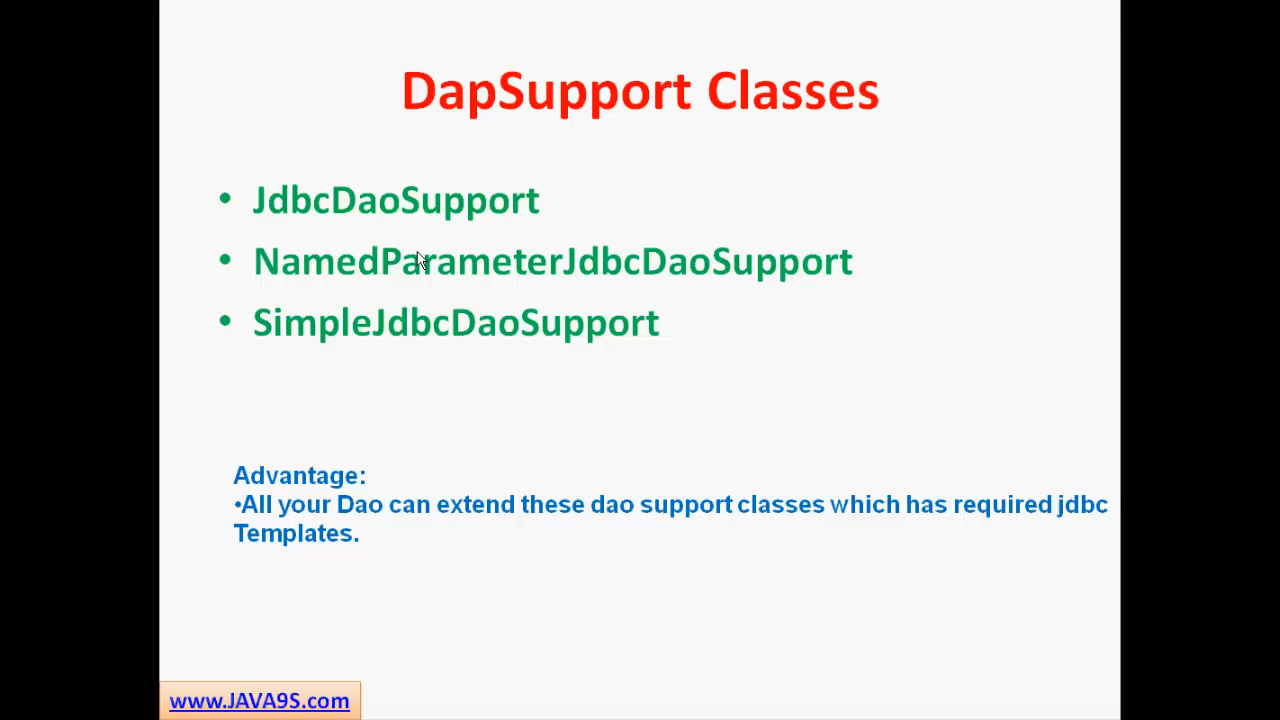 DapSupport Classes
• JdbcDaoSupport
• NamedParameterJdbcDaoSupport
• SimpleJdbcDaoSupport
Advantage:
•All your Dao can extend these dao support classes which has required jdbc
Templates.
www.JAVA9S.com